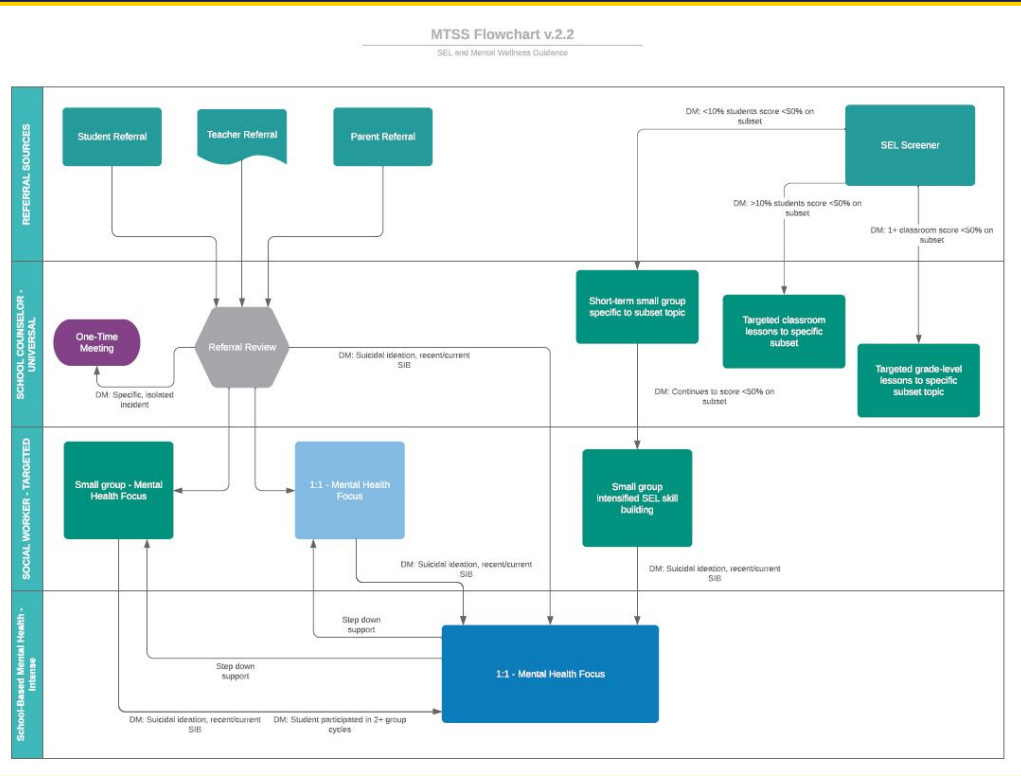 MTSS Flowchart v.2.2
SEL and Mental Wellness Guidance
REFERRAL SOURCES
Student Referral
Teacher Referral
Parent Referral
DM: <10% students score <50% on
subset
SEL Screener
DM: >10% students score <50% on
subset
DM: 1+ classroom score <50% on
subset
SCHOOL COUNSELOR -
UNIVERSAL
One-Time
Meeting
Referral Review
DM: Suicidal ideation, recent/current
SIB
DM: Specific, isolated
incident
Short-term small group
specific to subset topic
Targeted classroom
lessons to specific
subset
Targeted grade-level
lessons to specific
subset topic
DM: Continues to score <50% on
subset
SOCIAL WORKER - TARGETED
Small group - Mental
Health Focus
1:1 - Mental Health
Focus
Small group
intensified SEL skill
building
DM: Suicidal ideation, recent/current
SIB
DM: Suicidal ideation, recent/current
SIB
School-Based Mental Health -
Intense
Step down
support
Step down
support
1:1 - Mental Health Focus
DM: Suicidal ideation, recent/current
SIB
DM: Student participated in 2+ group
cycles